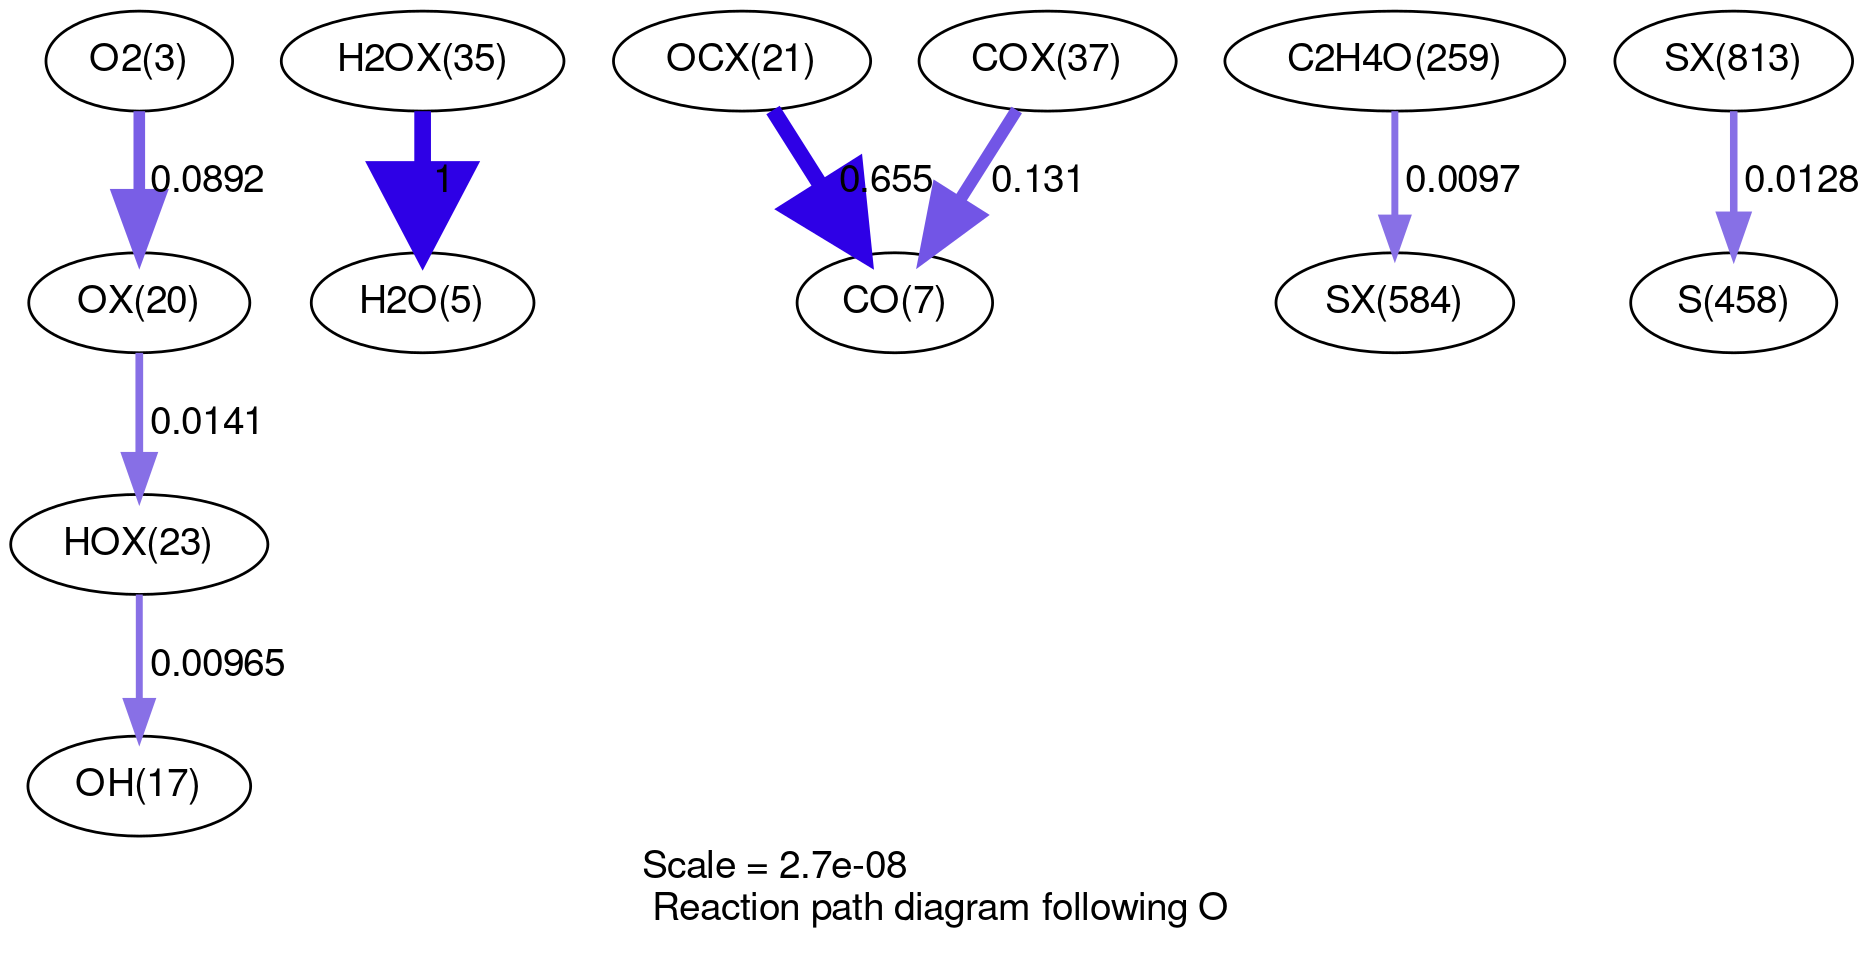 O2(3)
H2OX(35)
OCX(21)
COX(37)
C2H4O(259)
SX(813)
0.0892
1
0.655
0.131
0.0097
0.0128
OX(20)
H2O(5)
CO(7)
SX(584)
S(458)
0.0141
HOX(23)
0.00965
OH(17)
Scale = 2.7e-08
Reaction path diagram following O